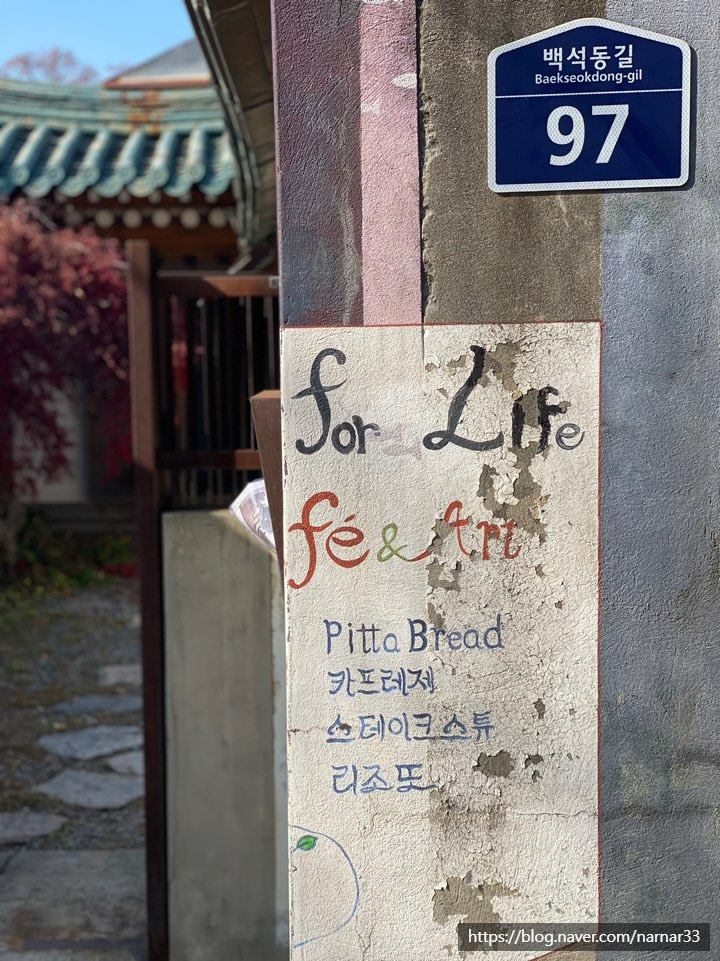 백석동길
Baekseokdong-gil
97
for Life
fé & Art
Pitta Bread
카프레제
스테이크 스튜
리조또
https://blog.naver.com/narnar33